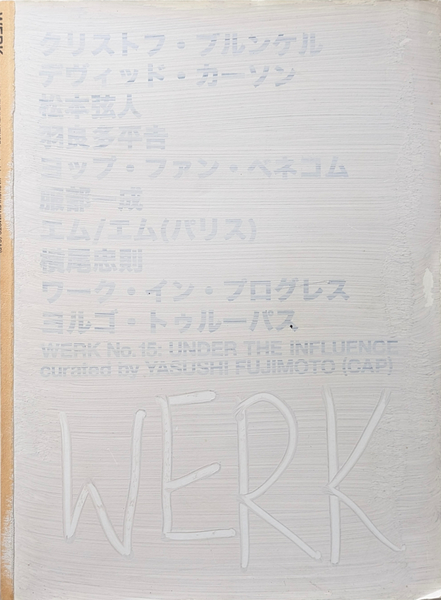 クリストフ・ブルンケル
デヴィッド・カーソン
松本弦人
羽良多平吉
ヨップ・ファン・ベネコム
服部一成
エム/エム(パリス)
横尾忠則
ワーク・イン・プログレス
ヨルゴ・トゥルーパス
WERK No.15: UNDER THE INFLUENCE
curated by YASUSHI FUJIMOTO (CAP)
WERK
WERK